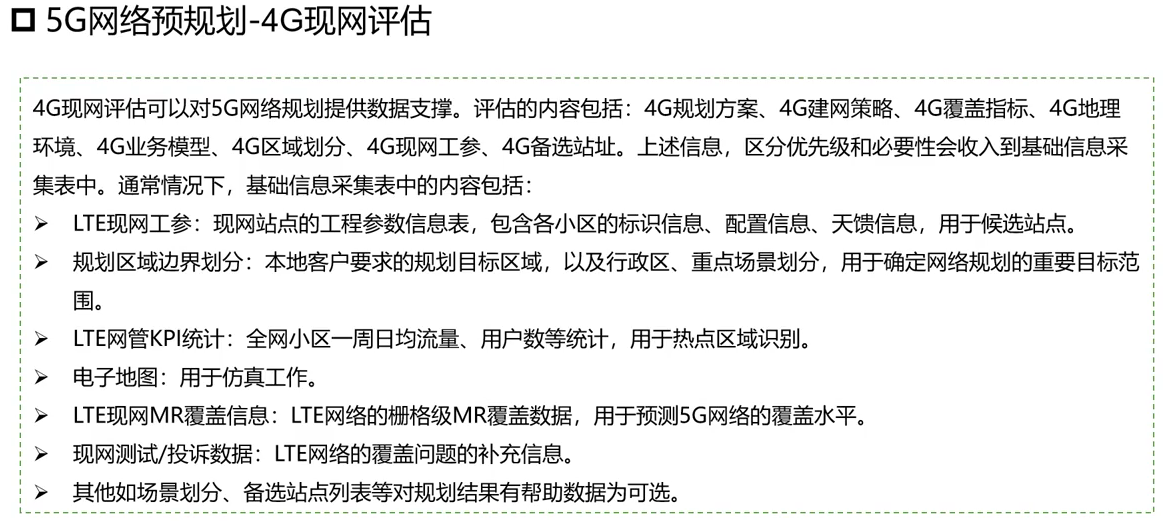 5G网络预规划-4G现网评估
4G现网评估可以对5G网络规划提供数据支撑。评估的内容包括：4G规划方案、4G建网策略、4G覆盖指标、4G地理
环境、4G业务模型、4G区域划分、4G现网工参、4G备选站址。上述信息，区分优先级和必要性会收入到基础信息采
集表中。通常情况下，基础信息采集表中的内容包括：
➢ LTE现网工参：现网站点的工程参数信息表，包含各小区的标识信息、配置信息、天馈信息，用于候选站点。
➢ 规划区域边界划分：本地客户要求的规划目标区域，以及行政区、重点场景划分，用于确定网络规划的重要目标范
围。
➢ LTE网管KPI统计：全网小区一周日均流量、用户数等统计，用于热点区域识别。
➢ 电子地图：用于仿真工作。
➢ LTE现网MR覆盖信息：LTE网络的栅格级MR覆盖数据，用于预测5G网络的覆盖水平。
➢ 现网测试/投诉数据：LTE网络的覆盖问题的补充信息。
➢ 其他如场景划分、备选站点列表等对规划结果有帮助数据为可选。